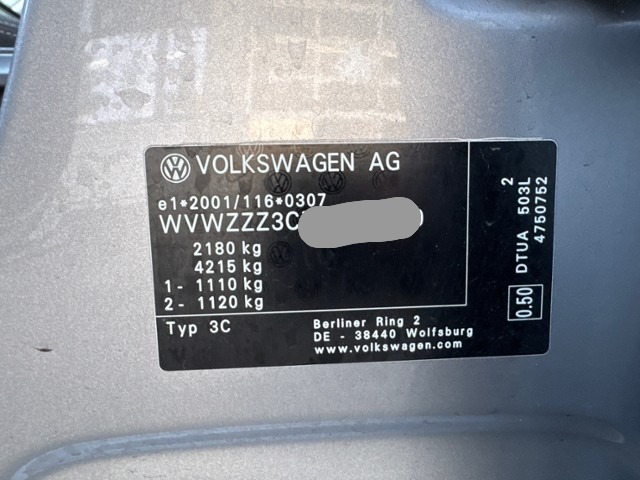 VOLKSWAGEN AG
e1*2001/116*0307
WVWZZZ3C
2180 kg
4215 kg
1- 1110 kg
2- 1120 kg
Typ 3C
Berliner Ring 2
DE - 38440 Wolfsburg
www.volkswagen.com
2
DTUA 503L
4750752
0.50